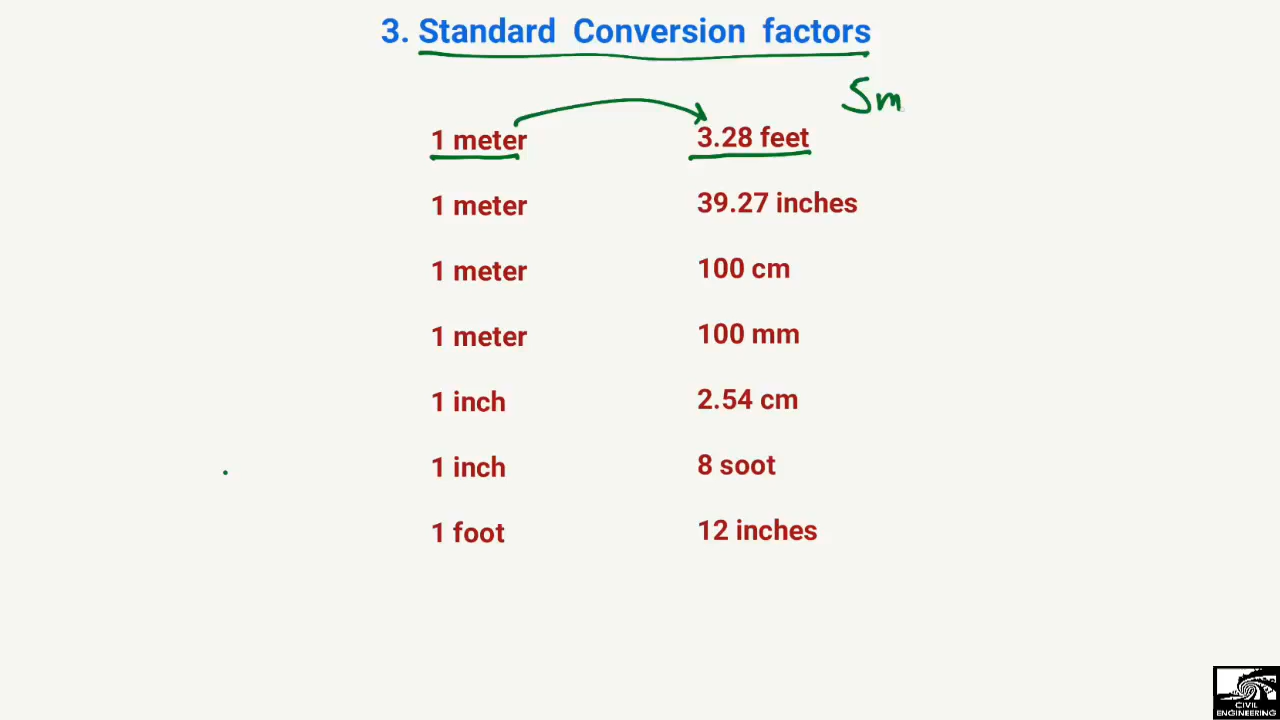 3. Standard Conversion factors
5m
1 meter 3.28 feet
1 meter 39.27 inches
1 meter 100 cm
1 meter 100 mm
1 inch 2.54 cm
1 inch 8 soot
1 foot 12 inches
CIVIL
ENGINEERING